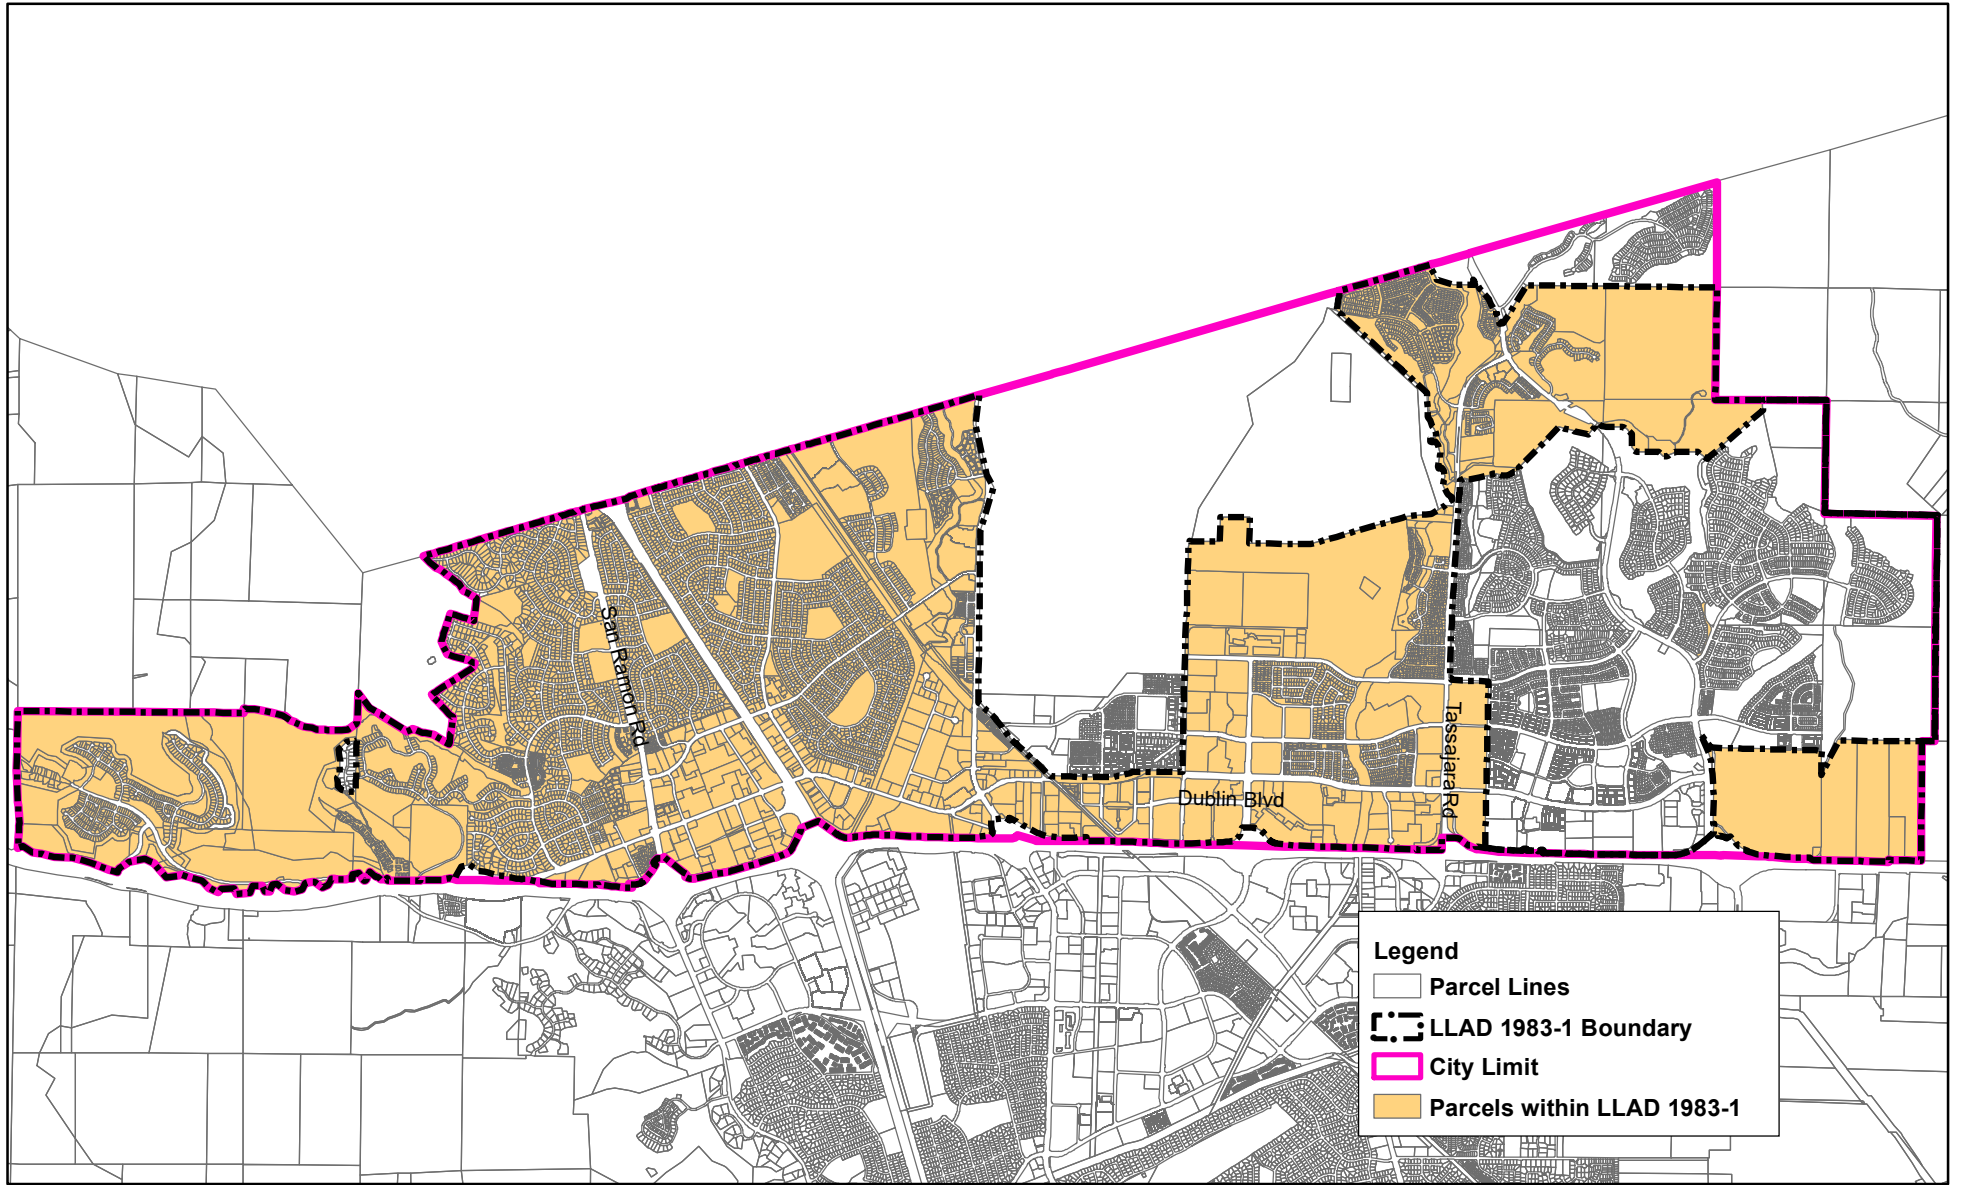 San Ramon Rd
Tassajara Rd
Dublin Blvd
Legend
Parcel Lines
LLAD 1983-1 Boundary
City Limit
Parcels within LLAD 1983-1